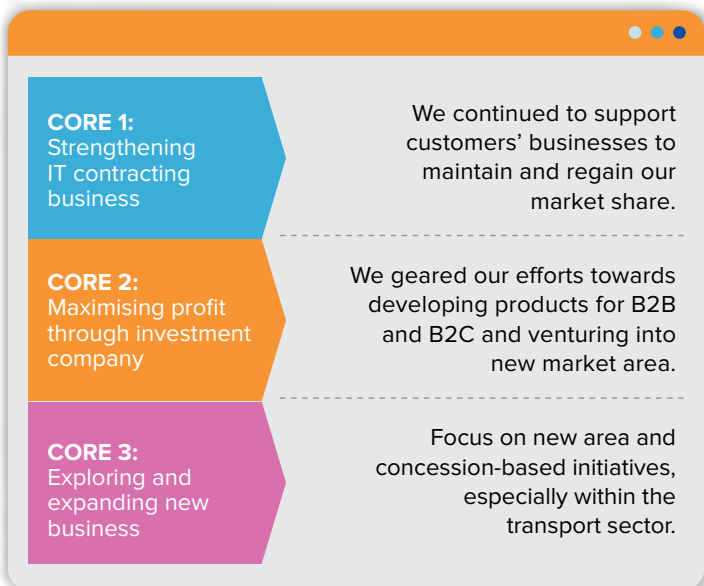 CORE 1:
Strengthening
IT contracting
business
We continued to support
customers’ businesses to
maintain and regain our
market share.
CORE 2:
Maximising profit
through investment
company
We geared our efforts towards
developing products for B2B
and B2C and venturing into
new market area.
CORE 3:
Exploring and
expanding new
business
Focus on new area and
concession-based initiatives,
especially within the
transport sector.